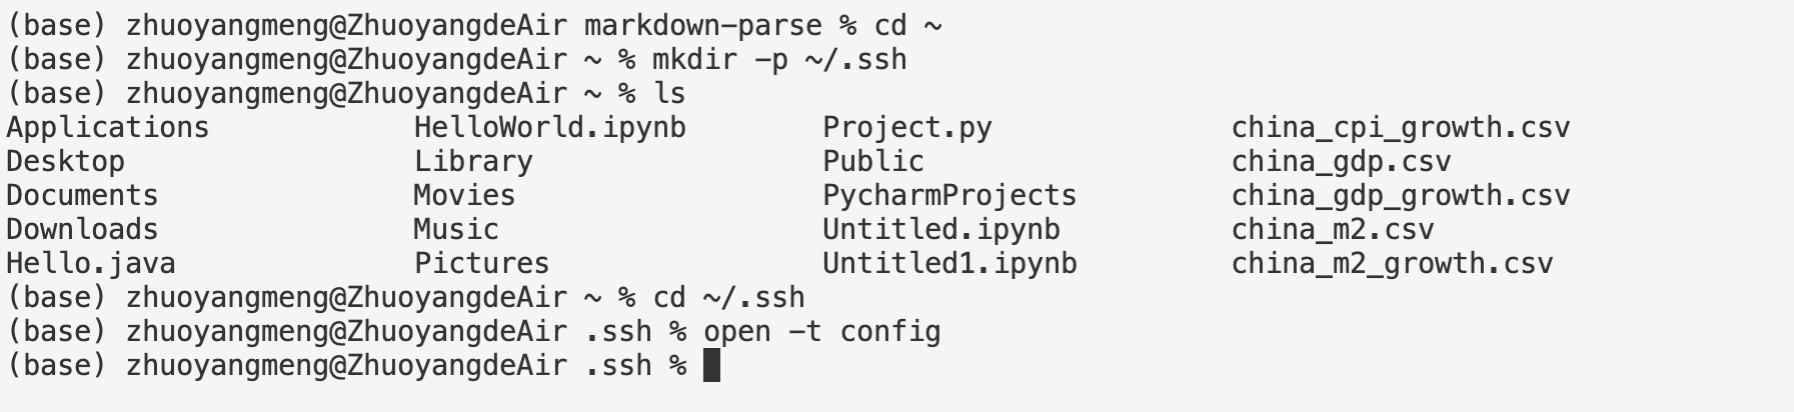 (base) zhuoyangmeng@ZhuoyangdeAir markdown-parse % cd ~
(base) zhuoyangmeng@ZhuoyangdeAir ~ % mkdir -p ~/.ssh
(base) zhuoyangmeng@ZhuoyangdeAir ~ % ls
Applications HelloWorld.ipynb Project.py china_cpi_growth.csv
Desktop Library Public china_gdp.csv
Documents Movies PycharmProjects china_gdp_growth.csv
Downloads Music Untitled.ipynb china_m2.csv
Hello.java Pictures Untitled1.ipynb china_m2_growth.csv
(base) zhuoyangmeng@ZhuoyangdeAir ~ % cd ~/.ssh
(base) zhuoyangmeng@ZhuoyangdeAir .ssh % open -t config
(base) zhuoyangmeng@ZhuoyangdeAir .ssh %